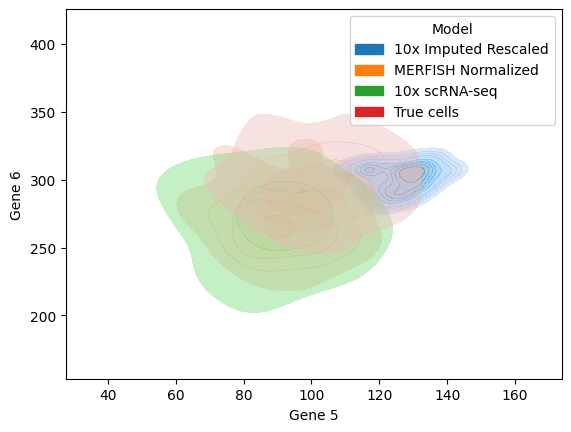 Model
10x Imputed Rescaled
MERFISH Normalized
10x scRNA-seq
True cells
400
350
300
250
200
Gene 6
40 60 80 100 120 140 160
Gene 5